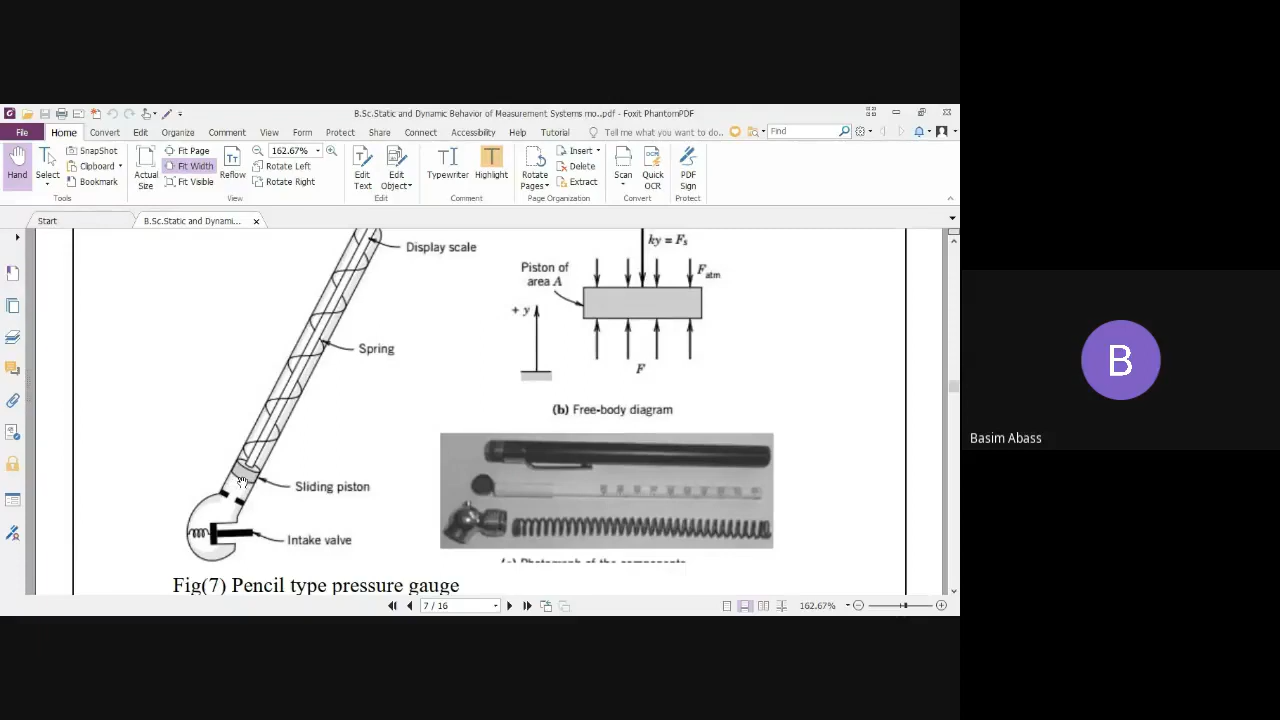 B.Sc.Static and Dynamic Behavior of Measurement Systems mo..pdf - Foxit PhantomPDF
File Home Convert Edit Organize Comment View Form Protect Share Connect Accessibility Help Tutorial Tell me what you want to do.. Find
Hand
Select
SnapShot
Clipboard
Bookmark
Actual Size
Fit Page
Fit Width
Fit Visible
Reflow
162.67%
Rotate Left
Rotate Right
Edit Text
Edit Object
Typewriter
Highlight
Rotate Pages
Insert
Delete
Extract
Scan
Quick OCR
PDF Sign
Tools View Edit Comment Page Organization Convert Protect
Start B.Sc.Static and Dynami...
Display scale
Spring
Sliding piston
Intake valve
ky = Fs
Piston of
area A
Fatm
+ y
F
(b) Free-body diagram
Fig(7) Pencil type pressure gauge
7 / 16
162.67%
B
Basim Abass